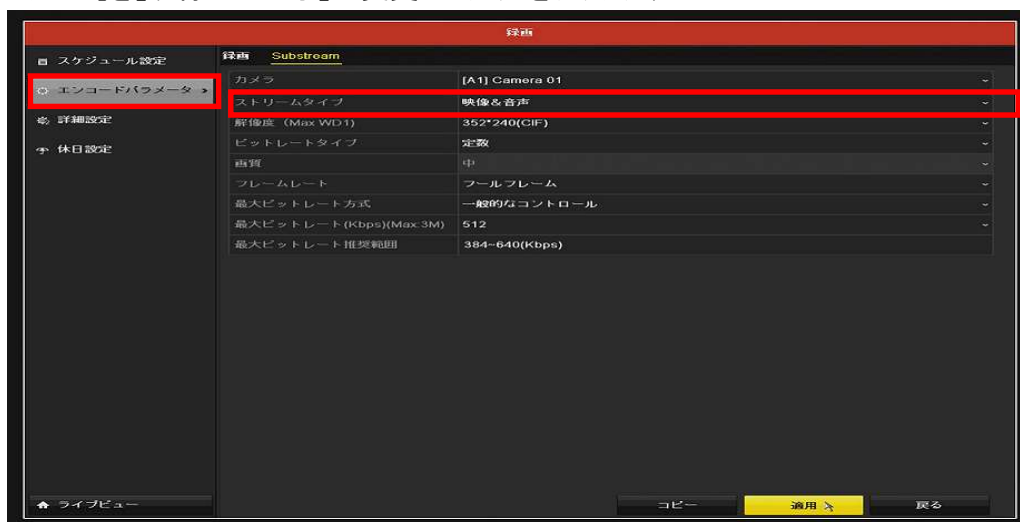 録画
スケジュール設定
エンコードパラメータ >
詳細設定
休日設定
録画 Substream
カメラ [A1] Camera 01
ストリームタイプ 映像&音声
解像度 (Max WD1) 352*240(CIF)
ビットレートタイプ 定数
画質 中
フレームレート フールフレーム
最大ビットレート方式 一般的なコントロール
最大ビットレート(Kbps)(Max:3M) 512
最大ビットレート推奨範囲 384~640(Kbps)
ライブビュー
コピー 適用 戻る